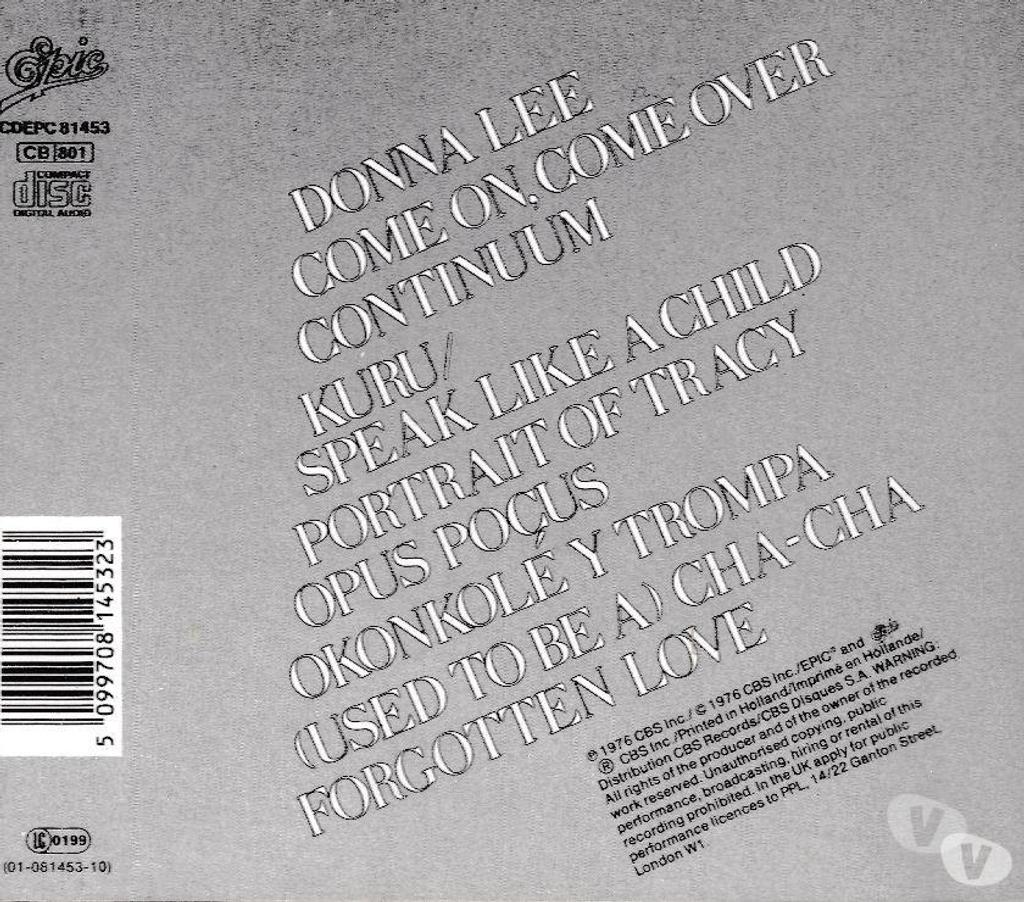 Epic
CDEPC 81453
CB 801
COMPACT
disc
DIGITAL AUDIO
DONNA LEE
COME ON, COME OVER
CONTINUUM
KURU/
SPEAK LIKE A CHILD
PORTRAIT OF TRACY
OPUS POCUS
OKONKOLÉ Y TROMPA
(USED TO BE A) CHA-CHA
FORGOTTEN LOVE
℗ 1976 CBS Inc./ © 1976 CBS Inc./EPIC® and Epic
® CBS Inc./Printed in Holland/Imprimé en Hollande/
Distribution CBS Records/CBS Disques S.A. WARNING:
All rights of the producer and of the owner of the recorded
work reserved. Unauthorised copying, public
performance, broadcasting, hiring or rental of this
recording prohibited. In the UK apply for public
performance licences to PPL, 14/22 Ganton Street,
London W1
5 099708 145323
LC 0199
(01-081453-10)
V
V